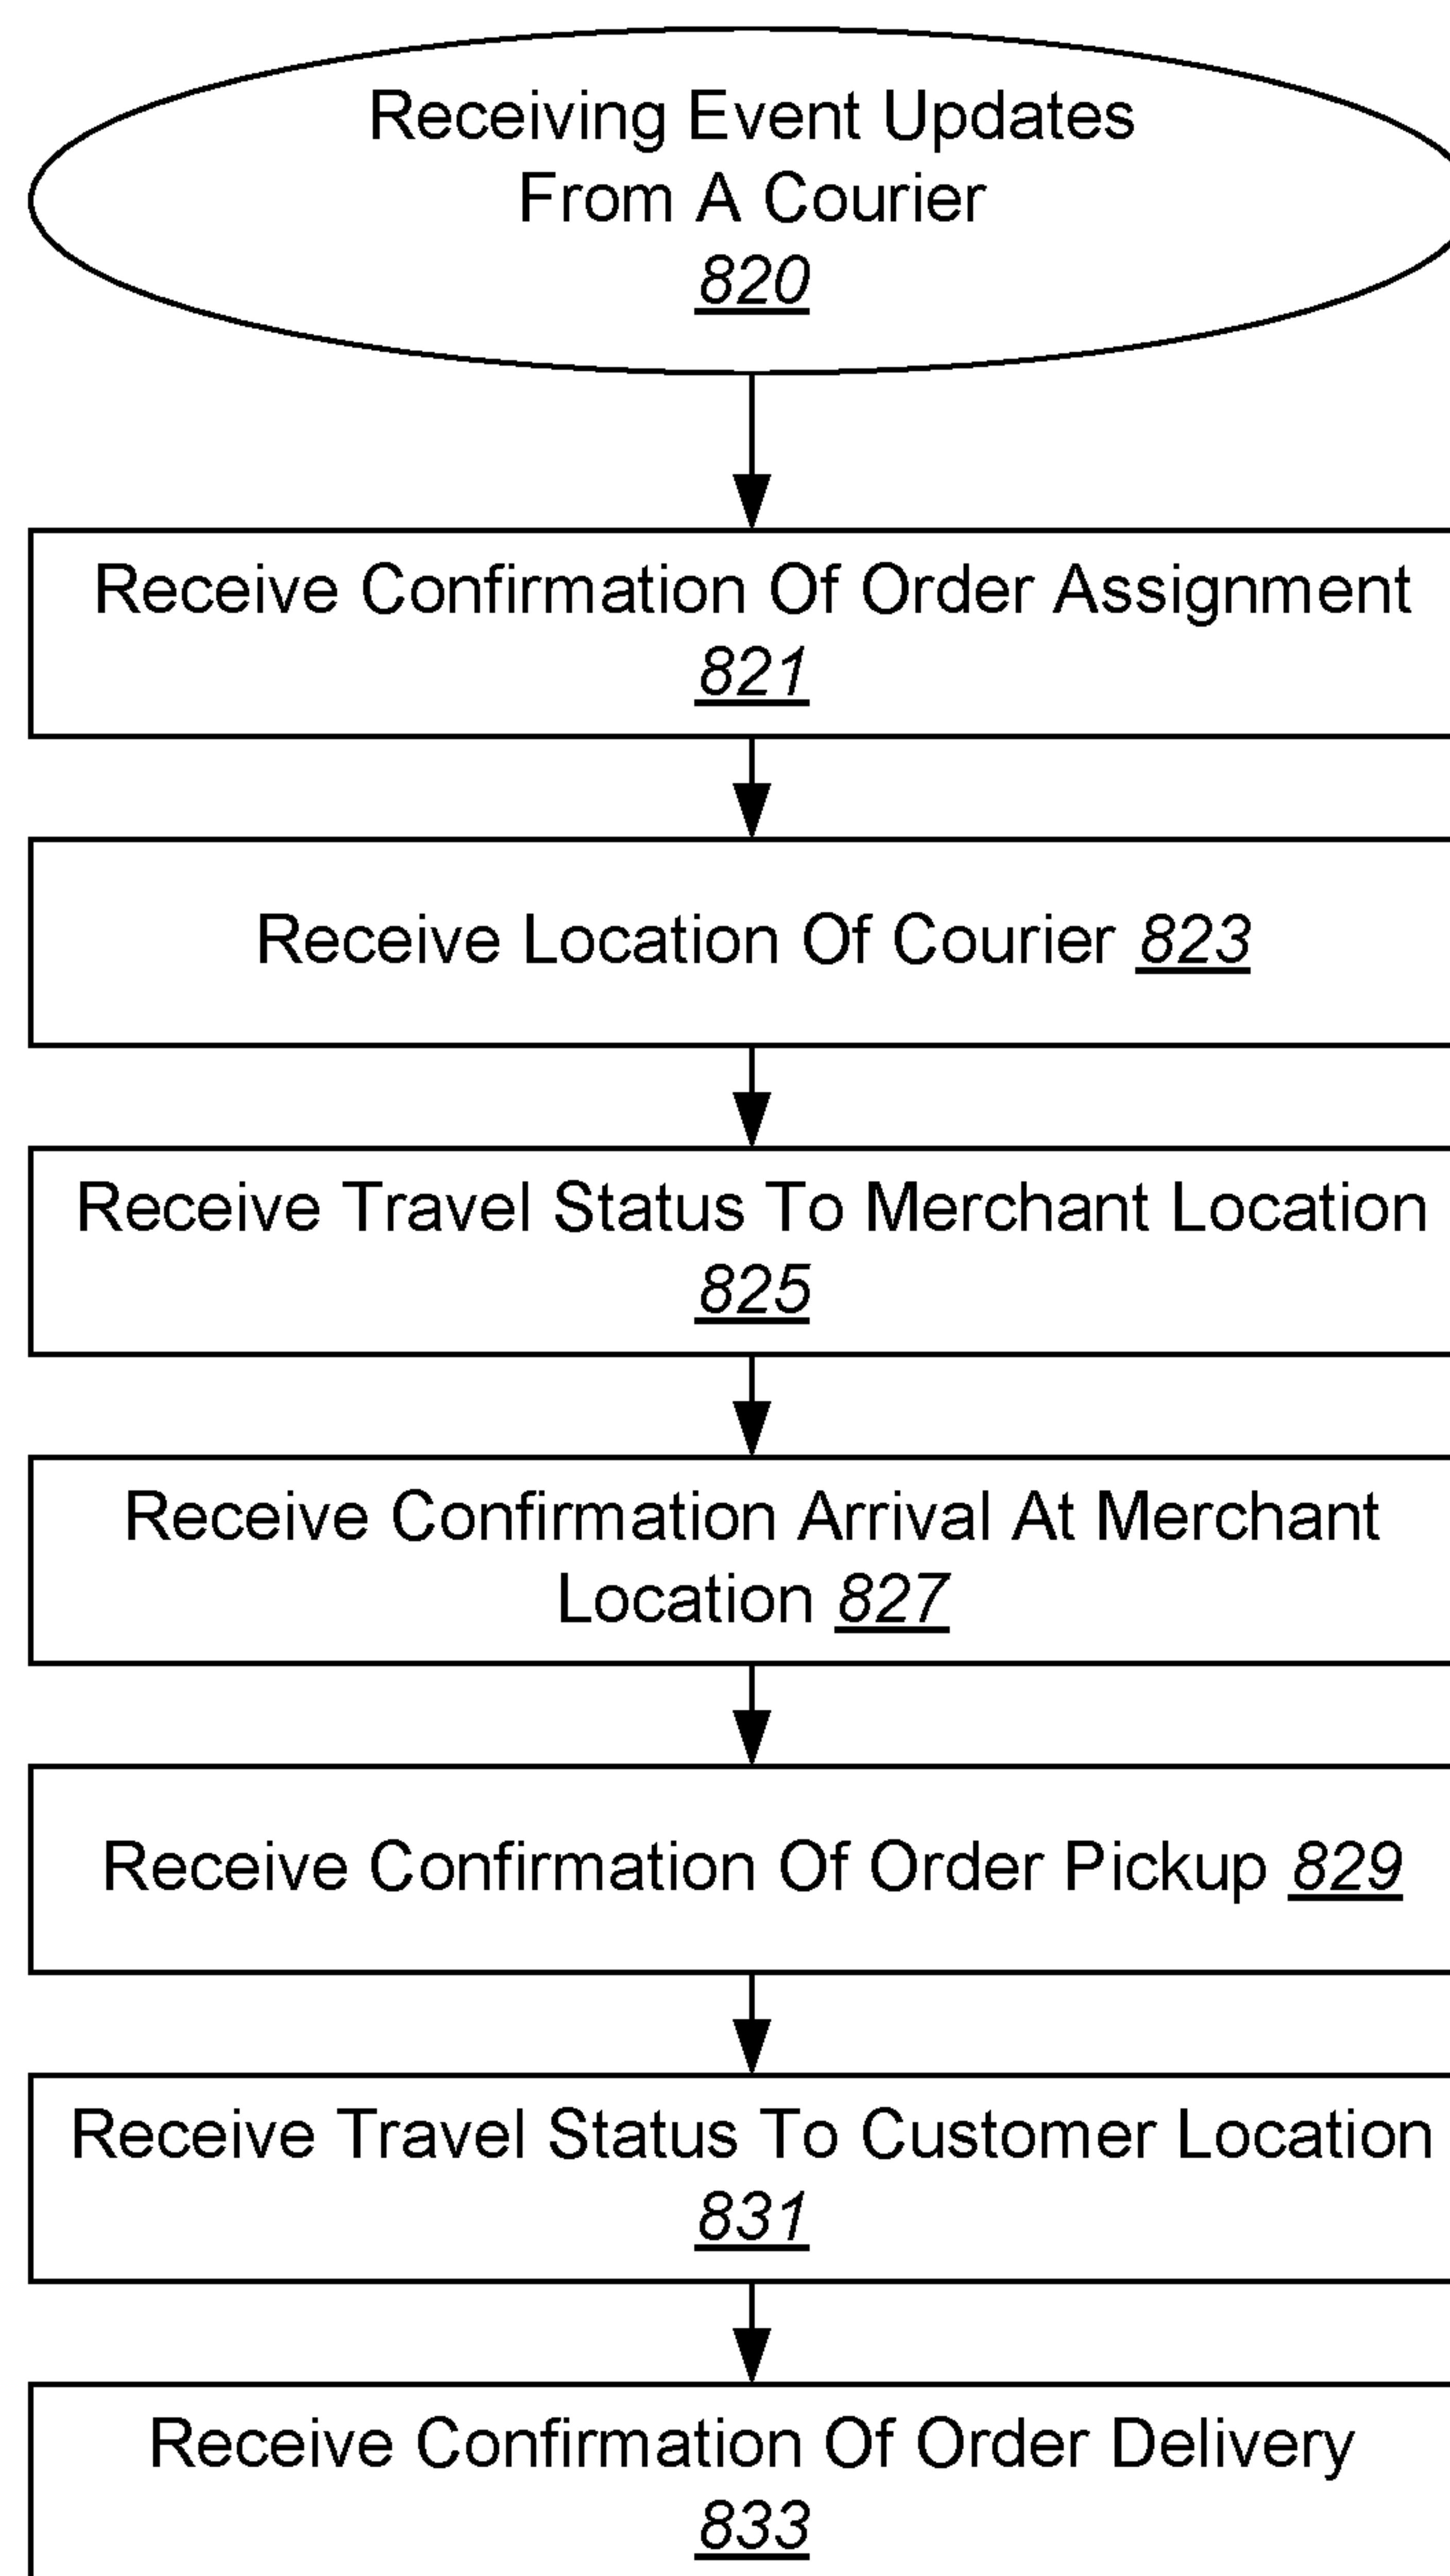 Receiving Event Updates
From A Courier
820
Receive Confirmation Of Order Assignment
821
Receive Location Of Courier 823
Receive Travel Status To Merchant Location
825
Receive Confirmation Arrival At Merchant
Location 827
Receive Confirmation Of Order Pickup 829
Receive Travel Status To Customer Location
831
Receive Confirmation Of Order Delivery
833